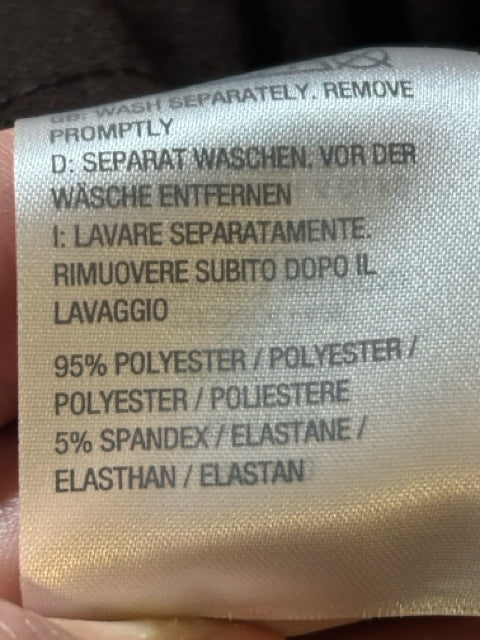 GB: WASH SEPARATELY. REMOVE
PROMPTLY
D: SEPARAT WASCHEN. VOR DER
WÄSCHE ENTFERNEN
I: LAVARE SEPARATAMENTE.
RIMUOVERE SUBITO DOPO IL
LAVAGGIO
95% POLYESTER / POLYESTER /
POLYESTER / POLIESTERE
5% SPANDEX / ELASTANE /
ELASTHAN / ELASTAN